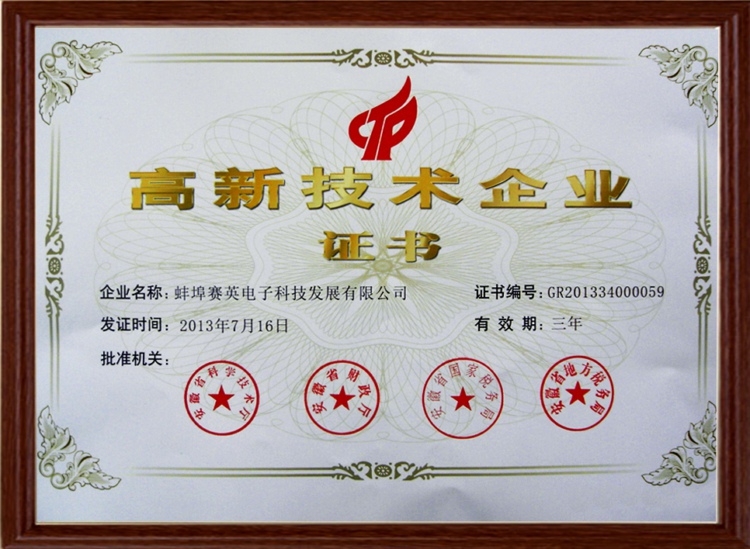 CTP
高新技术企业
证书
企业名称：蚌埠赛英电子科技发展有限公司
证书编号：GR201334000059
发证时间：2013年7月16日
有 效 期：三年
批准机关：
安徽省科学技术厅
安徽省财政厅
安徽省国家税务局
安徽省地方税务局